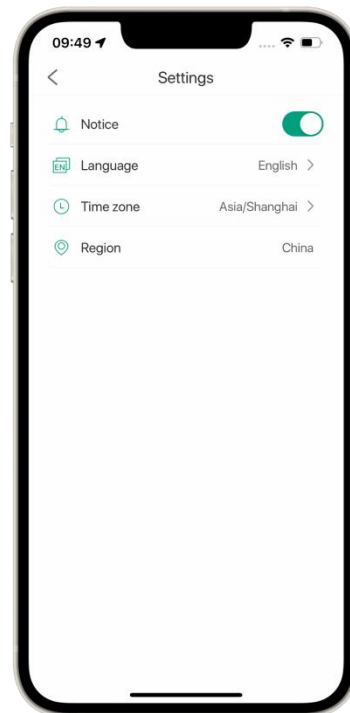 09:49
Settings
Notice
EN
Language English
Time zone Asia/Shanghai
Region China